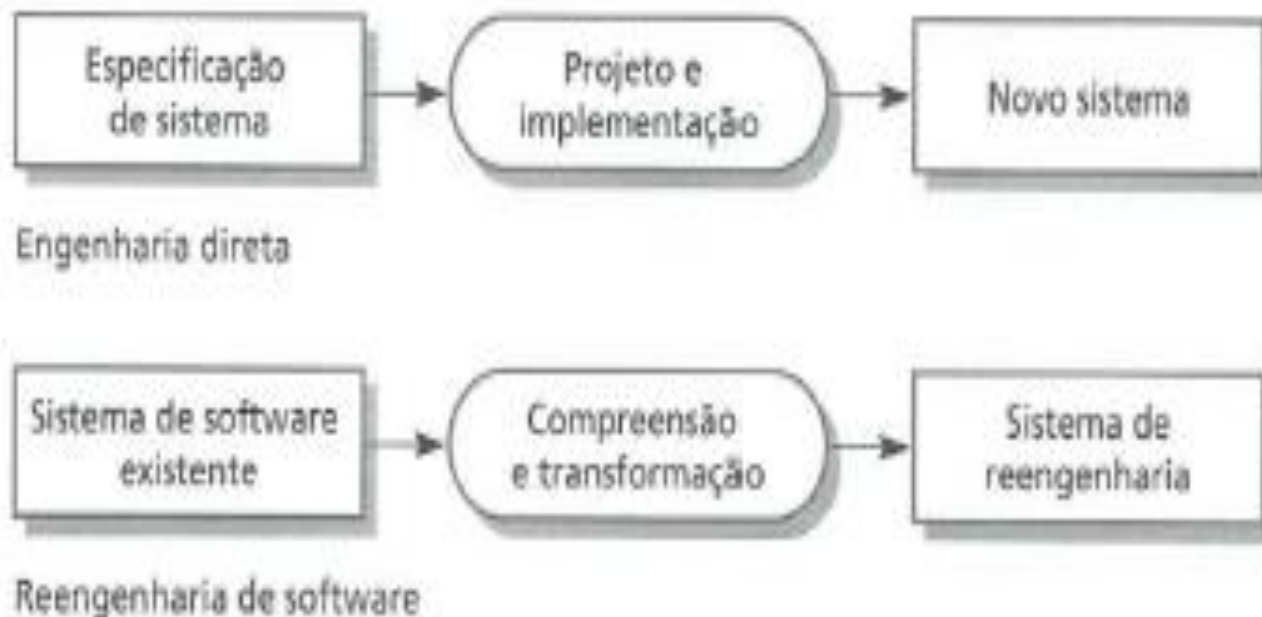 Especificação
de sistema
Projeto e
implementação
Novo sistema
Engenharia direta
Sistema de software
existente
Compreensão
e transformação
Sistema de
reengenharia
Reengenharia de software